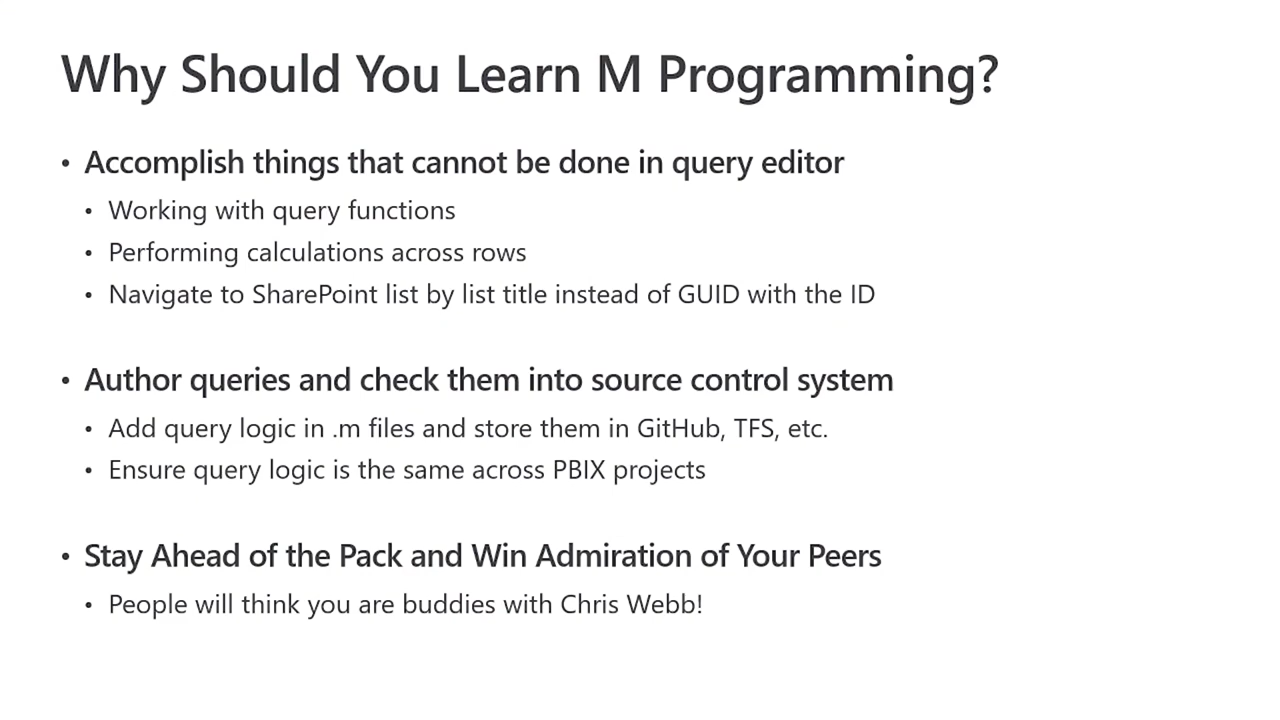 Why Should You Learn M Programming?
• Accomplish things that cannot be done in query editor
• Working with query functions
• Performing calculations across rows
• Navigate to SharePoint list by list title instead of GUID with the ID
• Author queries and check them into source control system
• Add query logic in .m files and store them in GitHub, TFS, etc.
• Ensure query logic is the same across PBIX projects
• Stay Ahead of the Pack and Win Admiration of Your Peers
• People will think you are buddies with Chris Webb!